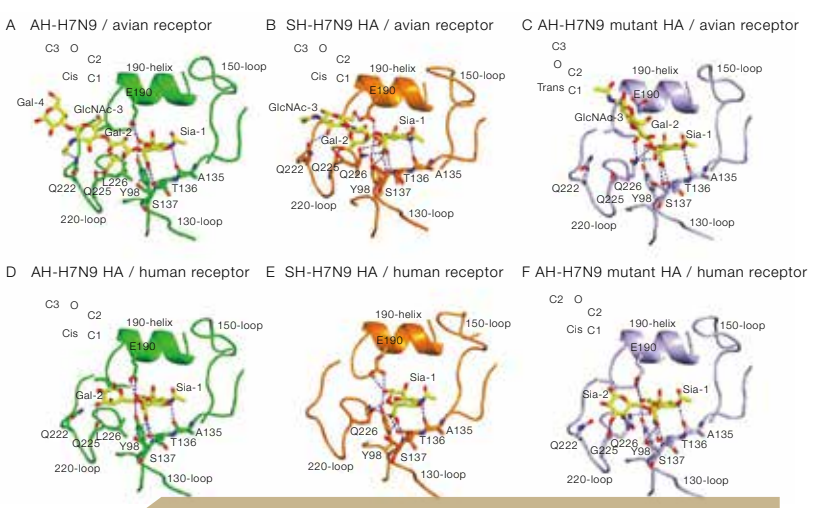 A AH-H7N9 / avian receptor
C3 O
C2
Cis C1
190-helix
150-loop
E190
Gal-4
GlcNAc-3
Gal-2
Sia-1
Q222
Q225
L226
Y98
T136
A135
S137
220-loop
130-loop
B SH-H7N9 HA / avian receptor
C3 O
C2
Cis C1
190-helix
150-loop
E190
GlcNAc-3
Sia-1
Gal-2
Q222
Q225
Q226
Y98
T136
A135
S137
220-loop
130-loop
C AH-H7N9 mutant HA / avian receptor
C3
O
C2
Trans C1
190-helix
150-loop
E190
GlcNAc-3
Gal-2
Sia-1
Q222
Q225
Q226
Y98
T136
A135
S137
220-loop
130-loop
D AH-H7N9 HA / human receptor
C3 O
C2
Cis C1
190-helix
150-loop
E190
Gal-2
Sia-1
Q222
Q225
L226
Y98
T136
A135
S137
220-loop
130-loop
E SH-H7N9 HA / human receptor
190-helix
150-loop
E190
Sia-1
Q226
Y98
T136
A135
S137
220-loop
130-loop
F AH-H7N9 mutant HA / human receptor
C2 O
C2
Cis C1
190-helix
150-loop
E190
Sia-2
Sia-1
Q222
G225
Q226
Y98
T136
A135
S137
220-loop
130-loop